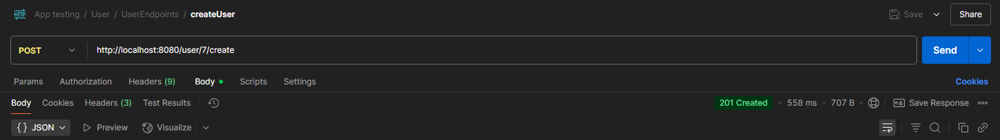 HTTP App testing / User / UserEndpoints / createUser Save Share
POST http://localhost:8080/user/7/create Send
Params Authorization Headers (9) Body Scripts Settings Cookies
Body Cookies Headers (3) Test Results 201 Created • 558 ms • 707 B • e.g. Save Response
{} JSON Preview Visualize